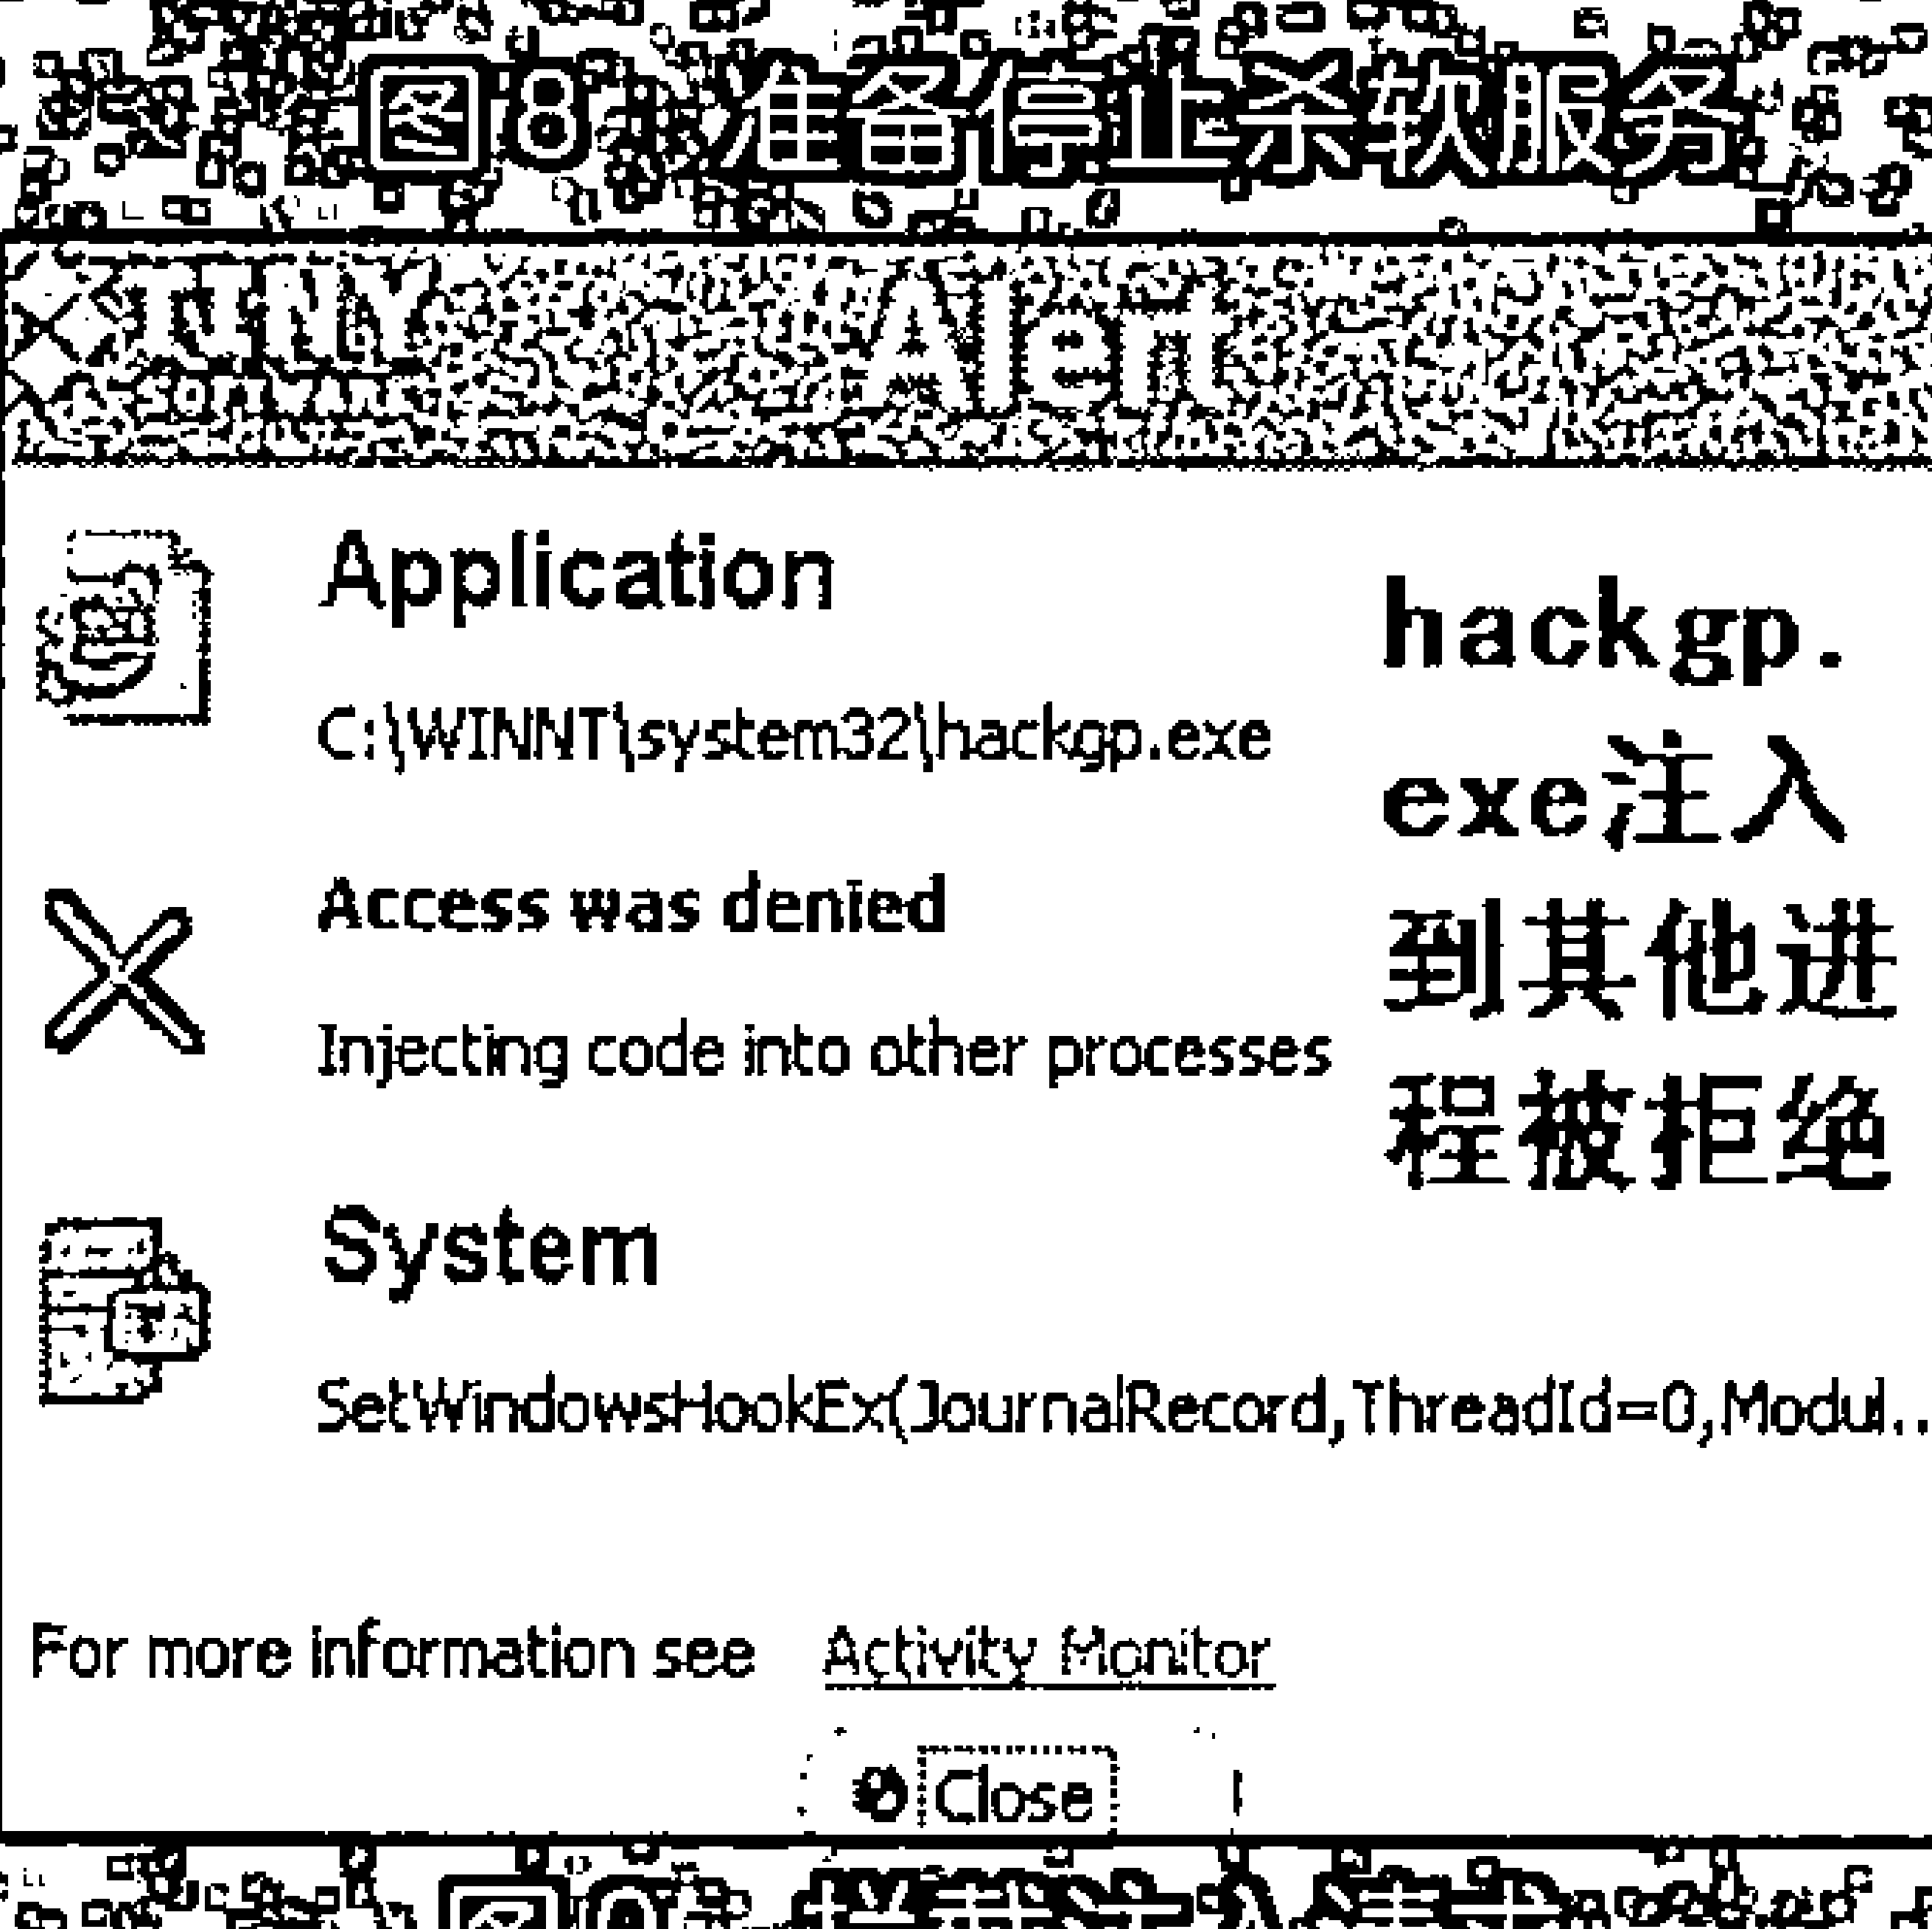 图8 准备停止杀软服务
TINY
Alert
Application
C:\WINNT\system32\hackgp.exe
Access was denied
Injecting code into other processes
System
SetWindowsHookEx(JournalRecord,ThreadId=0,Modul..
hackgp.
exe注入
到其他进
程被拒绝
For more information see Activity Monitor
Close